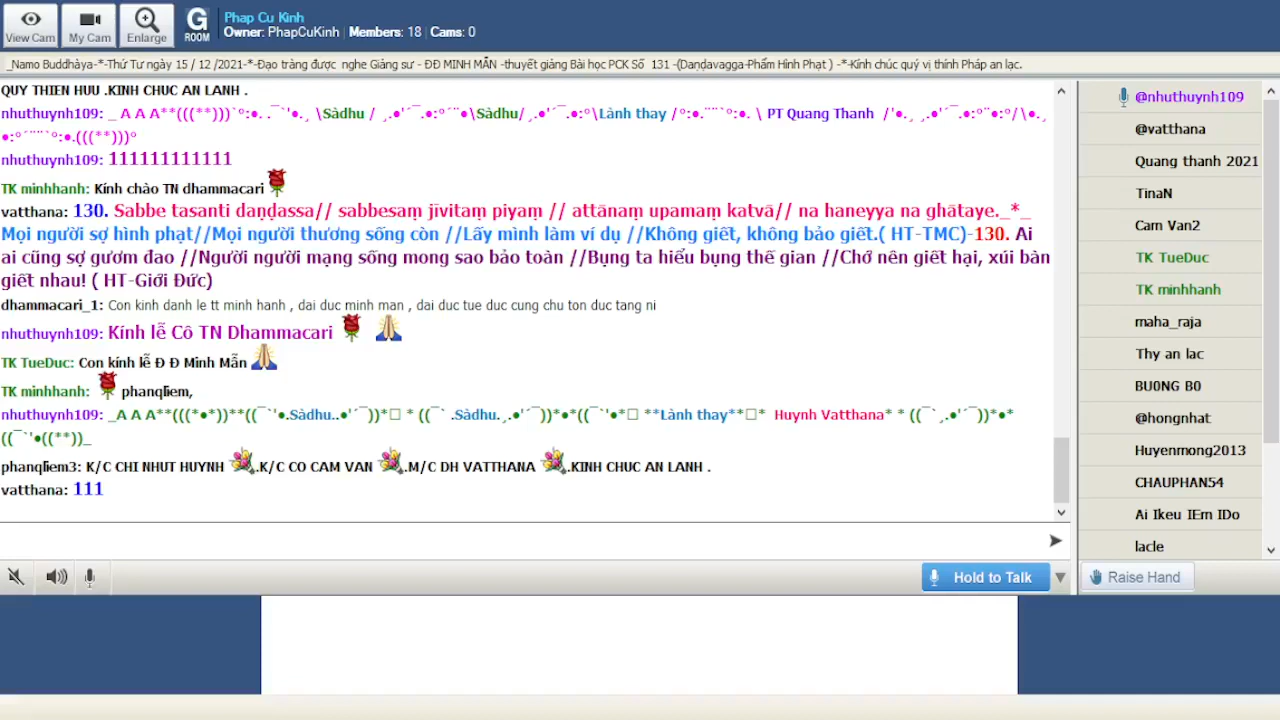 View Cam
My Cam
Enlarge
G
ROOM
Phap Cu Kinh
Owner: PhapCuKinh | Members: 18 | Cams: 0
_Namo Buddhàya-*-Thứ Tư ngày 15 / 12 /2021-*-Đạo tràng được nghe Giảng sư - ĐĐ MINH MẪN -thuyết giảng Bài học PCK Số 131 -(Daṇḍavagga-Phẩm Hình Phạt ) -*-Kính chúc quý vị thính Pháp an lạc.
QUY THIEN HUU .KINH CHUC AN LANH .
nhuthuynh109: _ A A A**(((**)))`°:•. .¯`'•.¸ \Sàdhu / ¸.•'´¯.•:°´¨•\Sàdhu/ ¸.•'´¯.•:°\Lành thay /°:•.¨¨`°:•. \ PT Quang Thanh /'•.¸ ¸.•'´¯.•:°¨•:°/\•.¸
•:°´¨¨`°:•.(((**)))°
nhuthuynh109: 111111111111
TK minhhanh: Kính chào TN dhammacari
vatthana: 130. Sabbe tasanti daṇḍassa// sabbesaṃ jīvitaṃ piyaṃ // attānaṃ upamaṃ katvā// na haneyya na ghātaye._*_
Mọi người sợ hình phạt//Mọi người thương sống còn //Lấy mình làm ví dụ //Không giết, không bảo giết.( HT-TMC)-130. Ai
ai cũng sợ gươm đao //Người người mạng sống mong sao bảo toàn //Bụng ta hiểu bụng thế gian //Chớ nên giết hại, xúi bàn
giết nhau! ( HT-Giới Đức)
dhammacari_1: Con kinh danh le tt minh hanh , dai duc minh man , dai duc tue duc cung chu ton duc tang ni
nhuthuynh109: Kính lễ Cô TN Dhammacari
TK TueDuc: Con kính lễ Đ Đ Minh Mẫn
TK minhhanh: phanqliem,
nhuthuynh109: _A A A**(((*•*))**((¯`'•.Sàdhu..•'´¯))*□ * ((¯` .Sàdhu.¸.•'´¯))*•*((¯`'•*□ **Lành thay**□* Huynh Vatthana* * ((¯`¸.•'´¯))*•*
((¯`'•((**))_
phanqliem3: K/C CHI NHUT HUYNH .K/C CO CAM VAN .M/C DH VATTHANA .KINH CHUC AN LANH .
vatthana: 111
Hold to Talk
@nhuthuynh109
@vatthana
Quang thanh 2021
TinaN
Cam Van2
TK TueDuc
TK minhhanh
maha_raja
Thy an lac
BU0NG B0
@hongnhat
Huyenmong2013
CHAUPHAN54
Ai Ikeu IEm IDo
lacle
Raise Hand